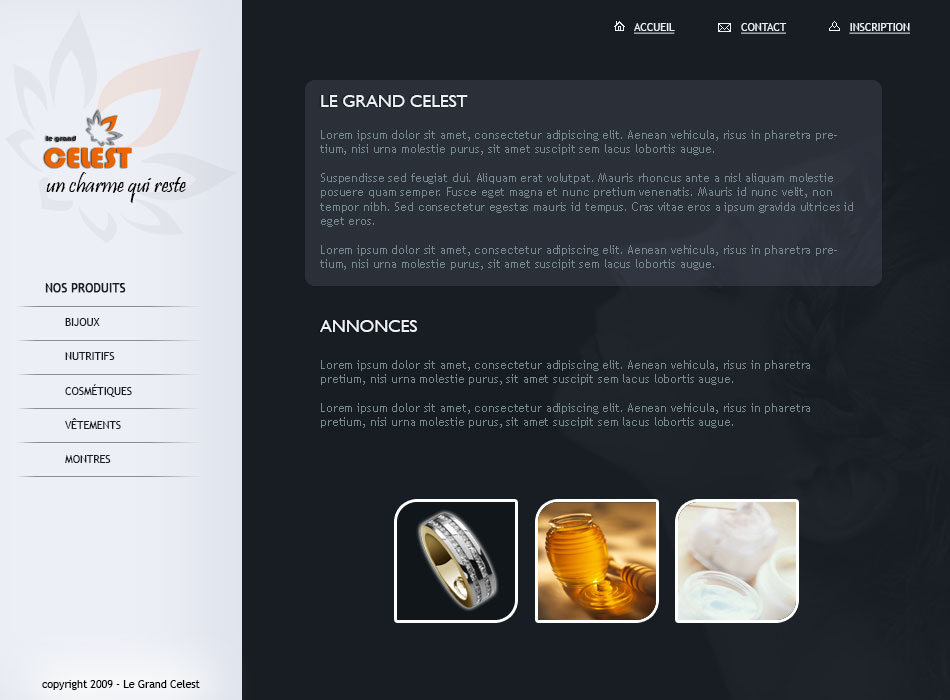 ACCUEIL
CONTACT
INSCRIPTION
le grand
CELEST
un charme qui reste
NOS PRODUITS
BIJOUX
NUTRITIFS
COSMÉTIQUES
VÊTEMENTS
MONTRES
copyright 2009 - Le Grand Celest
LE GRAND CELEST
Lorem ipsum dolor sit amet, consectetur adipiscing elit. Aenean vehicula, risus in pharetra pre-
tium, nisi urna molestie purus, sit amet suscipit sem lacus lobortis augue.
Suspendisse sed feugiat dui. Aliquam erat volutpat. Mauris rhoncus ante a nisl aliquam molestie
posuere quam semper. Fusce eget magna et nunc pretium venenatis. Mauris id nunc velit, non
tempor nibh. Sed consectetur egestas mauris id tempus. Cras vitae eros a ipsum gravida ultrices id
eget eros.
Lorem ipsum dolor sit amet, consectetur adipiscing elit. Aenean vehicula, risus in pharetra pre-
tium, nisi urna molestie purus, sit amet suscipit sem lacus lobortis augue.
ANNONCES
Lorem ipsum dolor sit amet, consectetur adipiscing elit. Aenean vehicula, risus in pharetra
pretium, nisi urna molestie purus, sit amet suscipit sem lacus lobortis augue.
Lorem ipsum dolor sit amet, consectetur adipiscing elit. Aenean vehicula, risus in pharetra
pretium, nisi urna molestie purus, sit amet suscipit sem lacus lobortis augue.